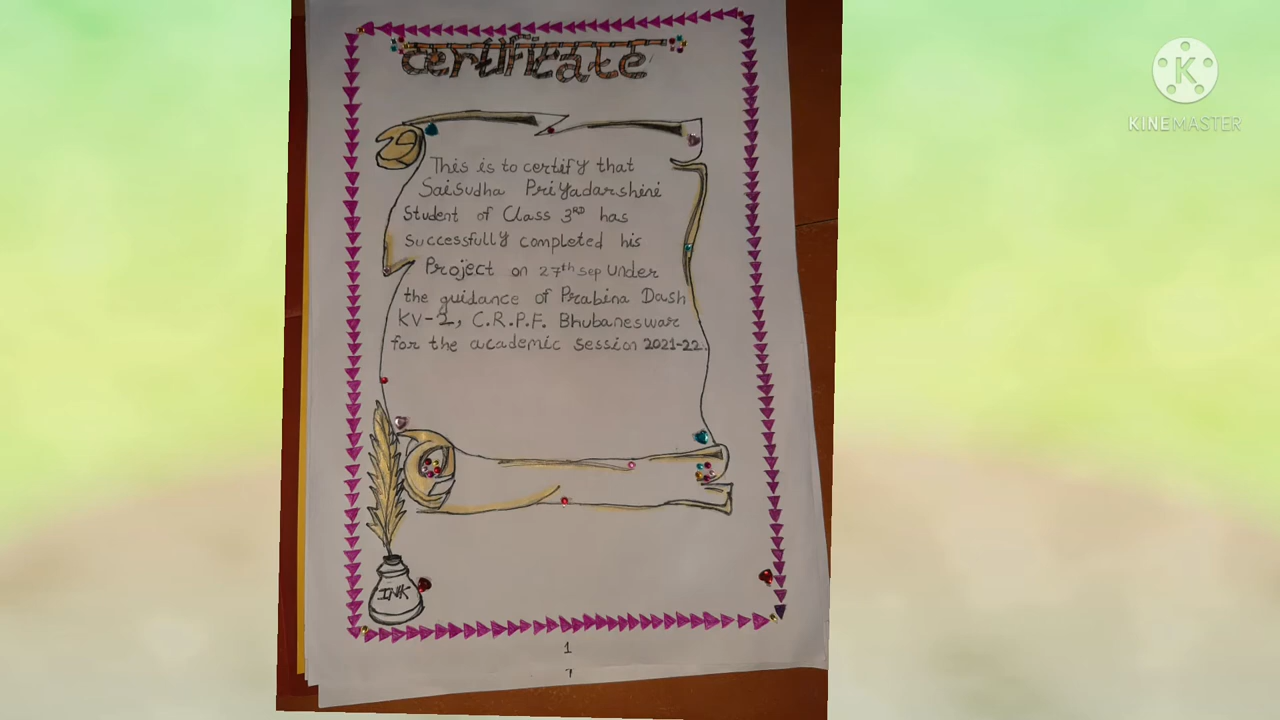 certificate
This is to certify that
SaiSudha Priyadarshini
Student of Class 3RD has
Successfully completed his
Project on 27th Sep Under
the guidance of Prabina Dash
KV-2, C.R.P.F. Bhubaneswar
for the academic session 2021-22.
INK
1
KINEMASTER